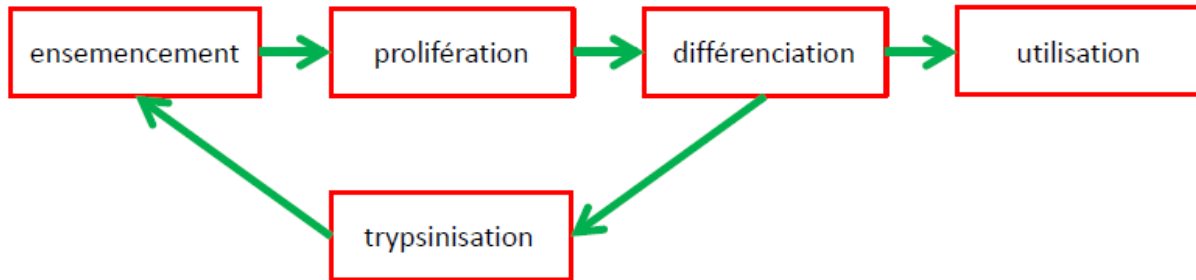 ensemencement
prolifération
différenciation
utilisation
trypsinisation